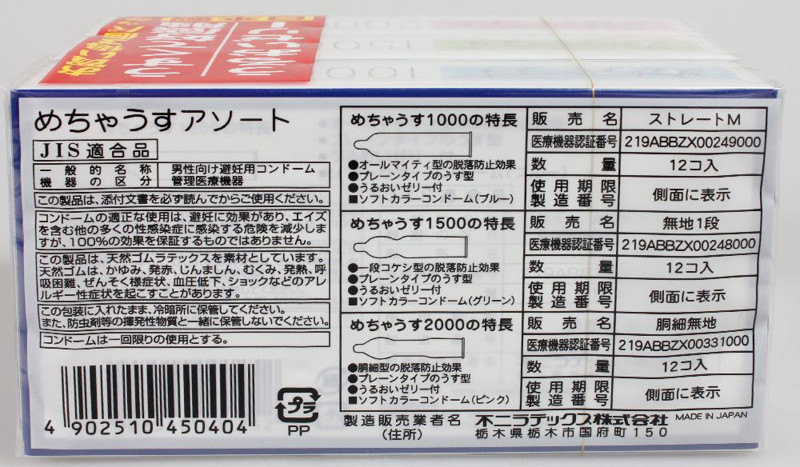 1000
1500
2000
めちゃうすアソート
JIS適合品
一般的名称 男性向け避妊用コンドーム
機器の区分 管理医療機器
この製品は、添付文書を必ず読んでからご使用ください。
コンドームの適正な使用は、避妊に効果があり、エイズ
を含む他の多くの性感染症に感染する危険を減少しま
すが、100%の効果を保証するものではありません。
この製品は、天然ゴムラテックスを素材としています。
天然ゴムは、かゆみ、発赤、じんましん、むくみ、発熱、呼
吸困難、ぜんそく様症状、血圧低下、ショックなどのアレ
ルギー性症状を起こすことがあります。
この包装に入れたまま、冷暗所に保管してください。
また、防虫剤等の揮発性物質と一緒に保管しないでください。
コンドームは一回限りの使用とする。
4 902510 450404
プラ
PP
めちゃうす1000の特長
●オールマイティ型の脱落防止効果
●プレーンタイプのうす型
●うるおいゼリー付
■ソフトカラーコンドーム(ブルー)
販売名 ストレートM
医療機器認証番号 219ABBZX00249000
数量 12コ入
使用期限
製造番号 側面に表示
めちゃうす1500の特長
●一段コケシ型の脱落防止効果
●プレーンタイプのうす型
●うるおいゼリー付
■ソフトカラーコンドーム(グリーン)
販売名 無地1段
医療機器認証番号 219ABBZX00248000
数量 12コ入
使用期限
製造番号 側面に表示
めちゃうす2000の特長
●胴細型の脱落防止効果
●プレーンタイプのうす型
●うるおいゼリー付
■ソフトカラーコンドーム(ピンク)
販売名 胴細無地
医療機器認証番号 219ABBZX00331000
数量 12コ入
使用期限
製造番号 側面に表示
製造販売業者名 不二ラテックス株式会社 MADE IN JAPAN
(住所) 栃木県栃木市国府町150